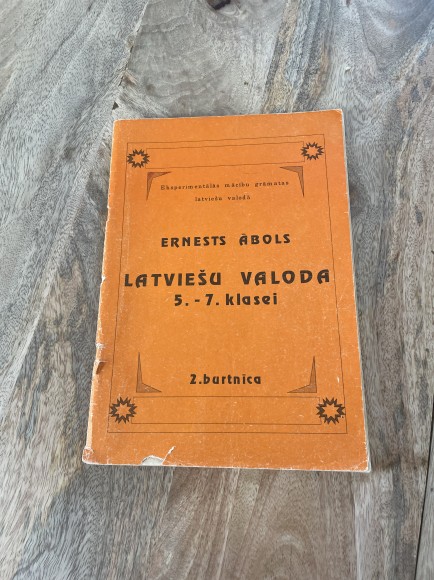 Eksperimentālās mācību grāmatas
latviešu valodā
ERNESTS ĀBOLS
LATVIEŠU VALODA
5.-7. klasei
2.burtnīca